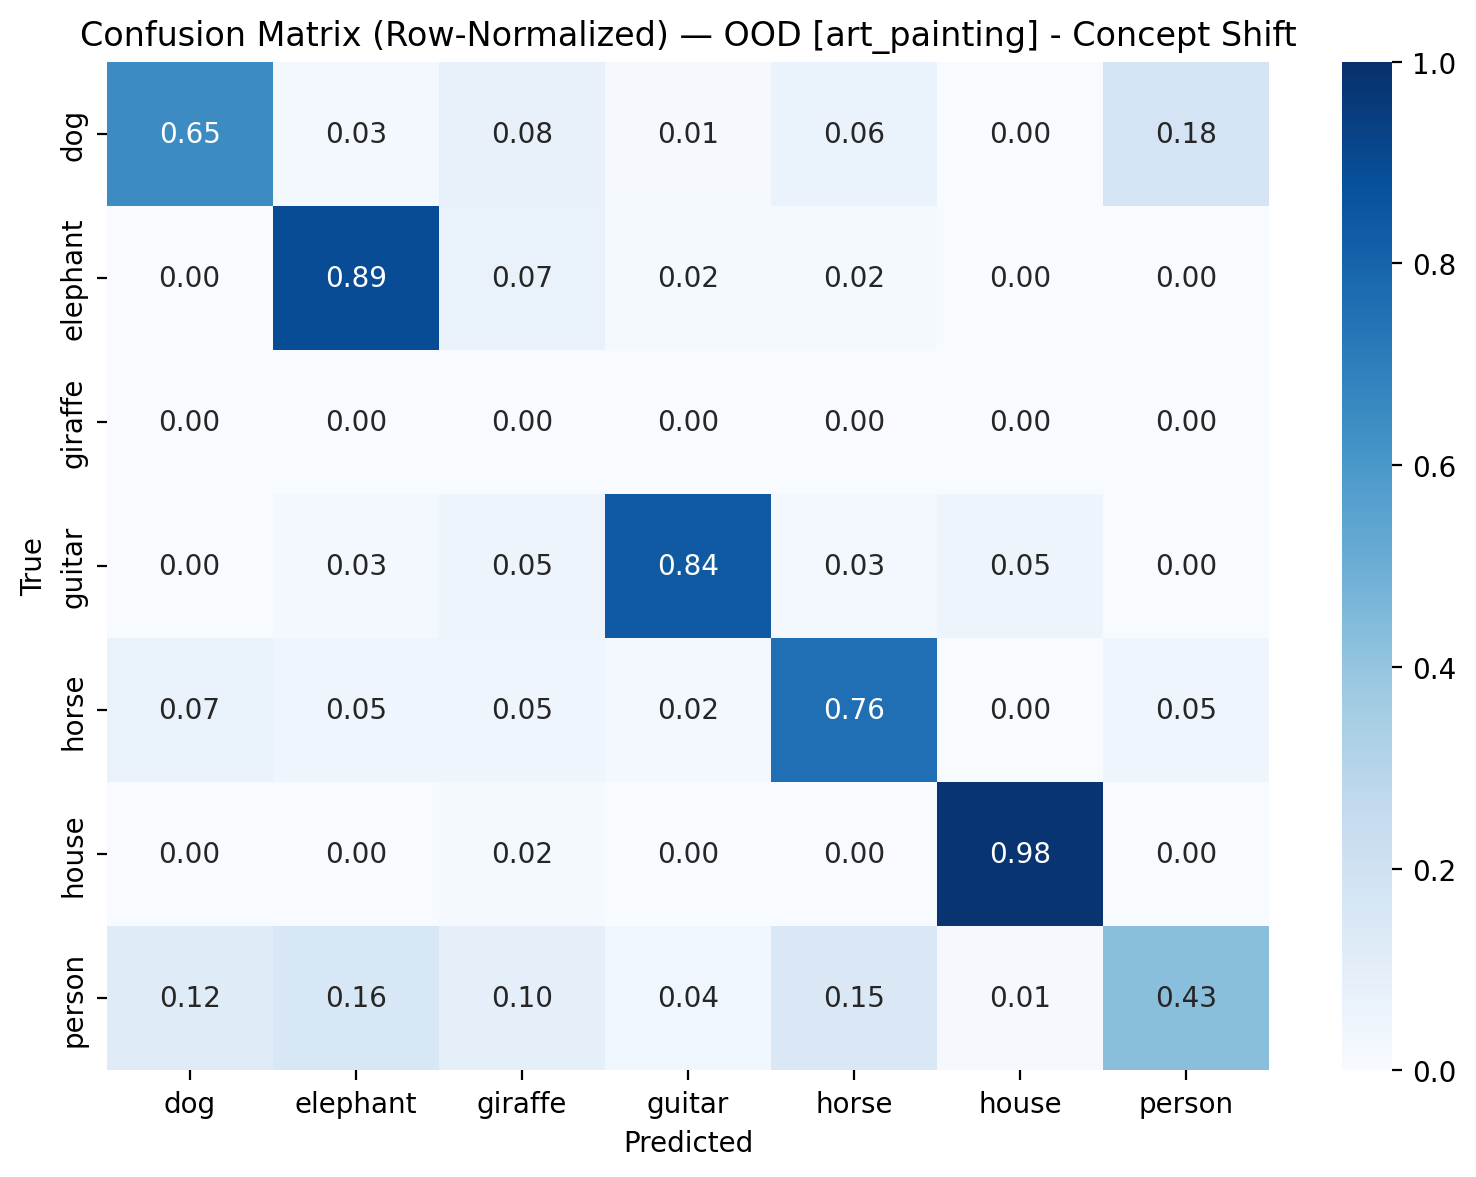 Confusion Matrix (Row-Normalized) — OOD [art_painting] - Concept Shift
True
dog 0.65 0.03 0.08 0.01 0.06 0.00 0.18
elephant 0.00 0.89 0.07 0.02 0.02 0.00 0.00
giraffe 0.00 0.00 0.00 0.00 0.00 0.00 0.00
guitar 0.00 0.03 0.05 0.84 0.03 0.05 0.00
horse 0.07 0.05 0.05 0.02 0.76 0.00 0.05
house 0.00 0.00 0.02 0.00 0.00 0.98 0.00
person 0.12 0.16 0.10 0.04 0.15 0.01 0.43
dog elephant giraffe guitar horse house person
Predicted
1.0
0.8
0.6
0.4
0.2
0.0